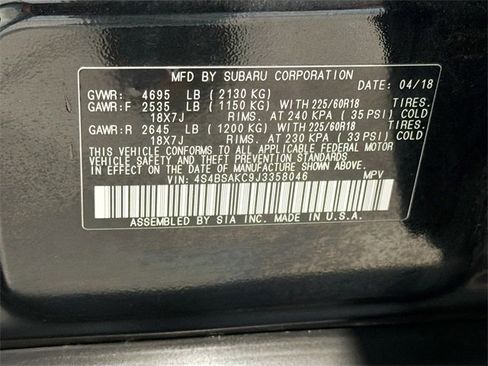 MFD BY SUBARU CORPORATION
DATE: 04/18
GVWR: 4695 LB (2130 KG)
GAWR:F 2535 LB (1150 KG) WITH 225/60R18 TIRES.
18X7J RIMS. AT 240 KPA (35 PSI) COLD
GAWR:R 2645 LB (1200 KG) WITH 225/60R18 TIRES.
18X7J RIMS. AT 230 KPA (33 PSI) COLD
THIS VEHICLE CONFORMS TO ALL APPLICABLE FEDERAL MOTOR
VEHICLE SAFETY AND THEFT PREVENTION STANDARDS
IN EFFECT ON THE DATE OF MANUFACTURE SHOWN ABOVE.
VIN: 4S4BSAKC9J3358046 MPV
ASSEMBLED BY SIA INC. MADE IN U.S.A.